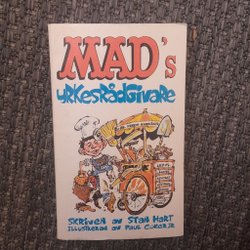 MAD's
YRKESRÅDGIVARE
SKRIVEN AV STAN HART
ILLUSTRERAD AV PAUL COKER JR